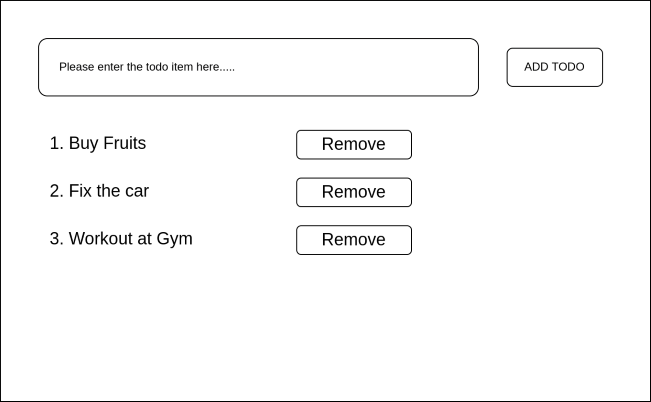 Please enter the todo item here.....
ADD TODO
1. Buy Fruits
Remove
2. Fix the car
Remove
3. Workout at Gym
Remove